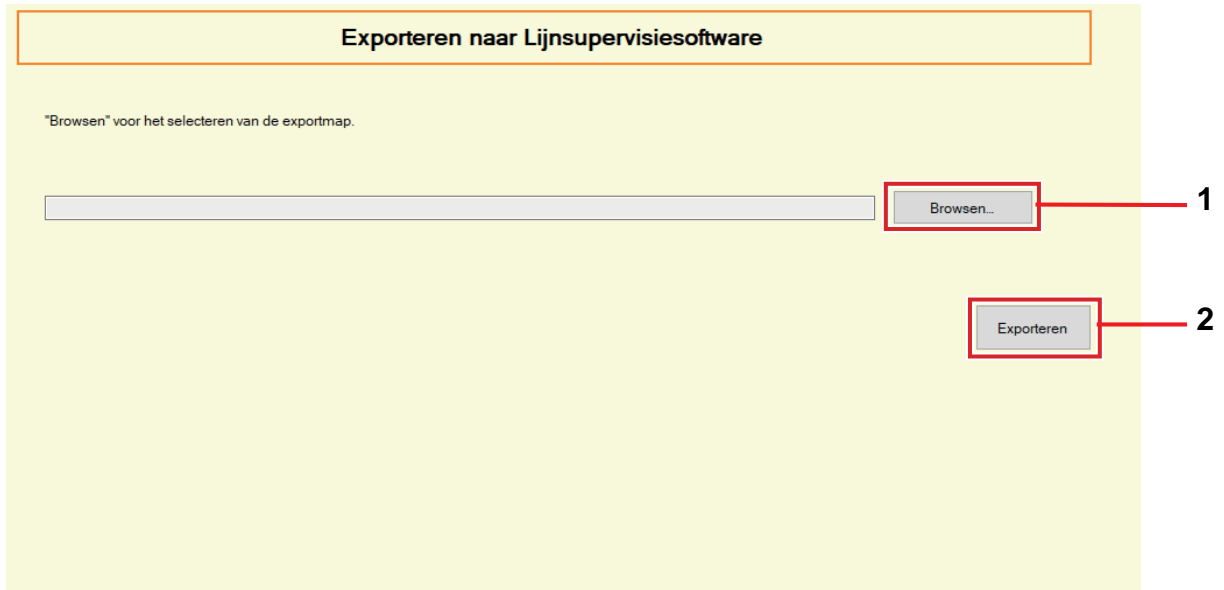 Exporteren naar Lijnsupervisiesoftware
"Browsen" voor het selecteren van de exportmap.
Browsen...
1
Exporteren
2